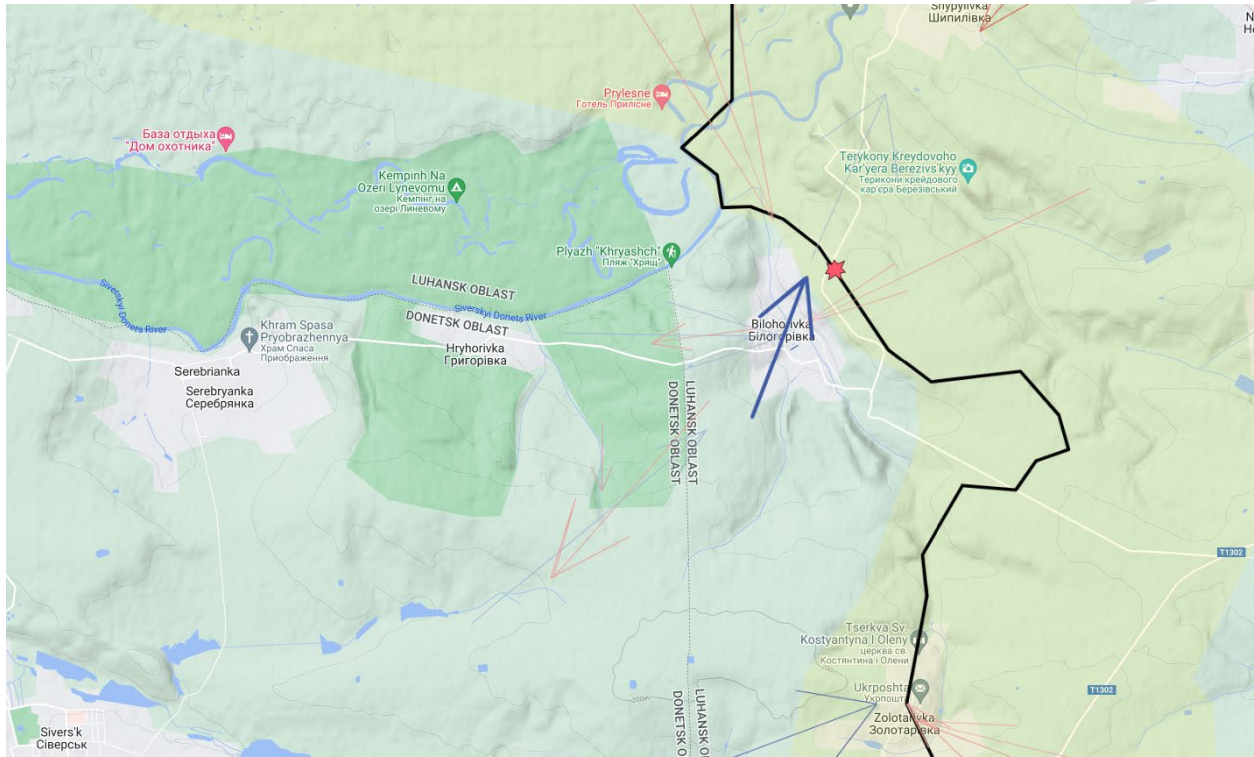 Shypylivka
Шипилівка
Prylesne
Готель Прилісне
База отдыха
"Дом охотника"
Kempinh Na
Ozeri Lynevomu
Кемпінг на
озері Линевому
Terykony Kreydovoho
Kar'yera Berezivs'kyy
Терикони крейдового
кар'єра Березівський
Plyazh "Khryashch"
Пляж "Хрящ"
LUHANSK OBLAST
Siverskyi Donets River
Siverskyi Donets River
DONETSK OBLAST
Khram Spasa
Pryobrazhennya
Храм Спаса
Приображення
Hryhorivka
Григорівка
Bilohorivka
Білогорівка
Serebrianka
Serebryanka
Серебрянка
LUHANSK OBLAST
DONETSK OBLAST
T1302
Tserkva Sv.
Kostyantyna I Oleny
церква св.
Костянтина і Олени
Ukrposhta
Укрпошта
T1302
Zolotarivka
Золотарівка
Sivers'k
Сіверськ
LUHANSK O
DONETSK O